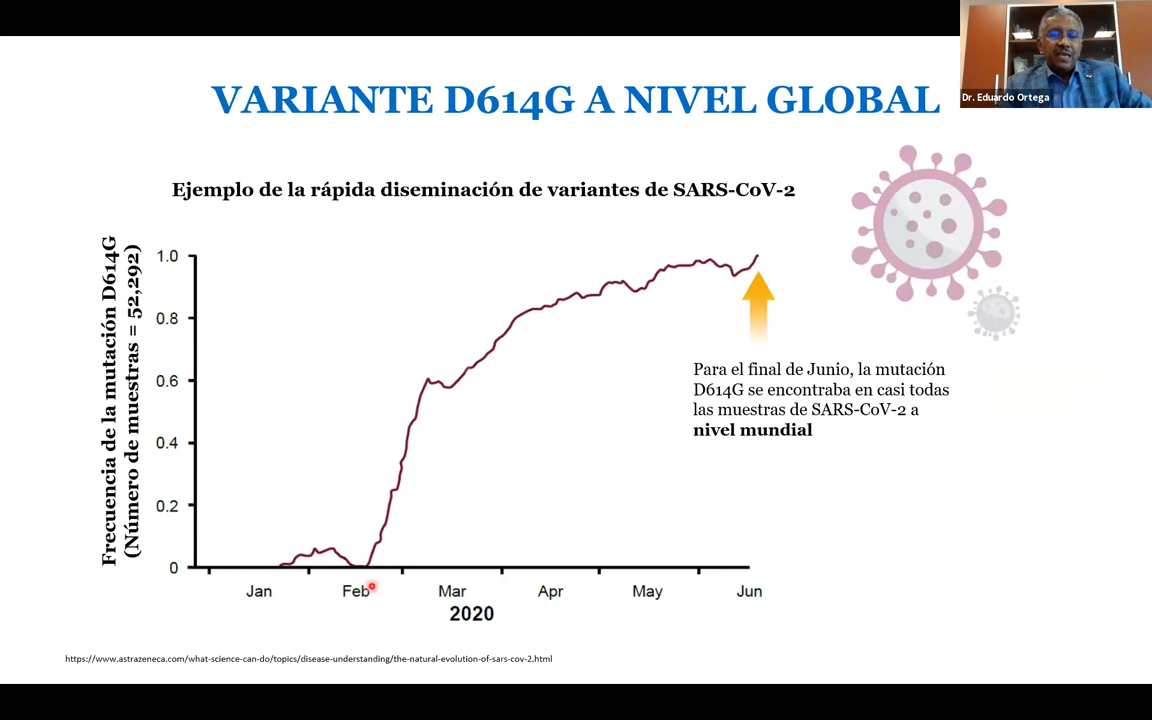 VARIANTE D614G A NIVEL GLOBAL
Dr. Eduardo Ortega
Ejemplo de la rápida diseminación de variantes de SARS-CoV-2
Frecuencia de la mutación D614G
(Número de muestras = 52,292)
1.0
0.8
0.6
0.4
0.2
0
Jan Feb Mar Apr May Jun
2020
Para el final de Junio, la mutación
D614G se encontraba en casi todas
las muestras de SARS-CoV-2 a
nivel mundial
https://www.astrazeneca.com/what-science-can-do/topics/disease-understanding/the-natural-evolution-of-sars-cov-2.html